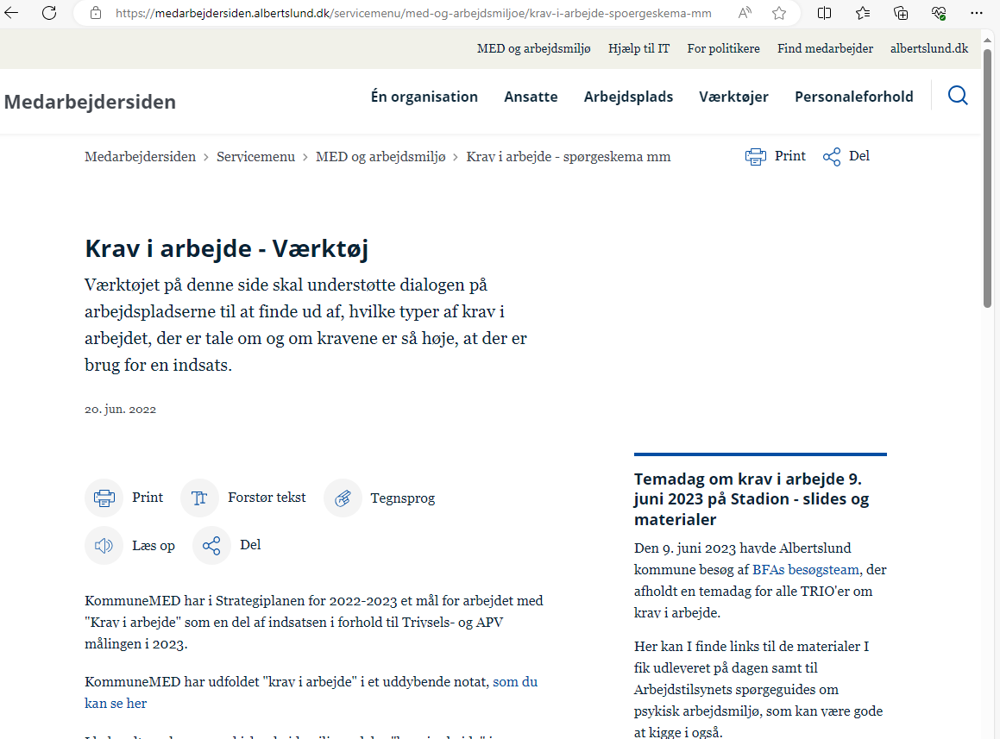 https://medarbejdersiden.albertslund.dk/servicemenu/med-og-arbejdsmiljoe/krav-i-arbejde-spoergeskema-mm
MED og arbejdsmiljø Hjælp til IT For politikere Find medarbejder albertslund.dk
Medarbejdersiden
Én organisation Ansatte Arbejdsplads Værktøjer Personaleforhold
Medarbejdersiden > Servicemenu > MED og arbejdsmiljø > Krav i arbejde - spørgeskema mm
Print Del
Krav i arbejde - Værktøj
Værktøjet på denne side skal understøtte dialogen på
arbejdspladserne til at finde ud af, hvilke typer af krav i
arbejdet, der er tale om og om kravene er så høje, at der er
brug for en indsats.
20. jun. 2022
Print Forstør tekst Tegnsprog
Læs op Del
KommuneMED har i Strategiplanen for 2022-2023 et mål for arbejdet med
"Krav i arbejde" som en del af indsatsen i forhold til Trivsels- og APV
målingen i 2023.
KommuneMED har udfoldet "krav i arbejde" i et uddybende notat, som du
kan se her
Temadag om krav i arbejde 9.
juni 2023 på Stadion - slides og
materialer
Den 9. juni 2023 havde Albertslund
kommune besøg af BFAs besøgsteam, der
afholdt en temadag for alle TRIO'er om
krav i arbejde.
Her kan I finde links til de materialer I
fik udleveret på dagen samt til
Arbejdstilsynets spørgeguides om
psykisk arbejdsmiljø, som kan være gode
at kigge i også.